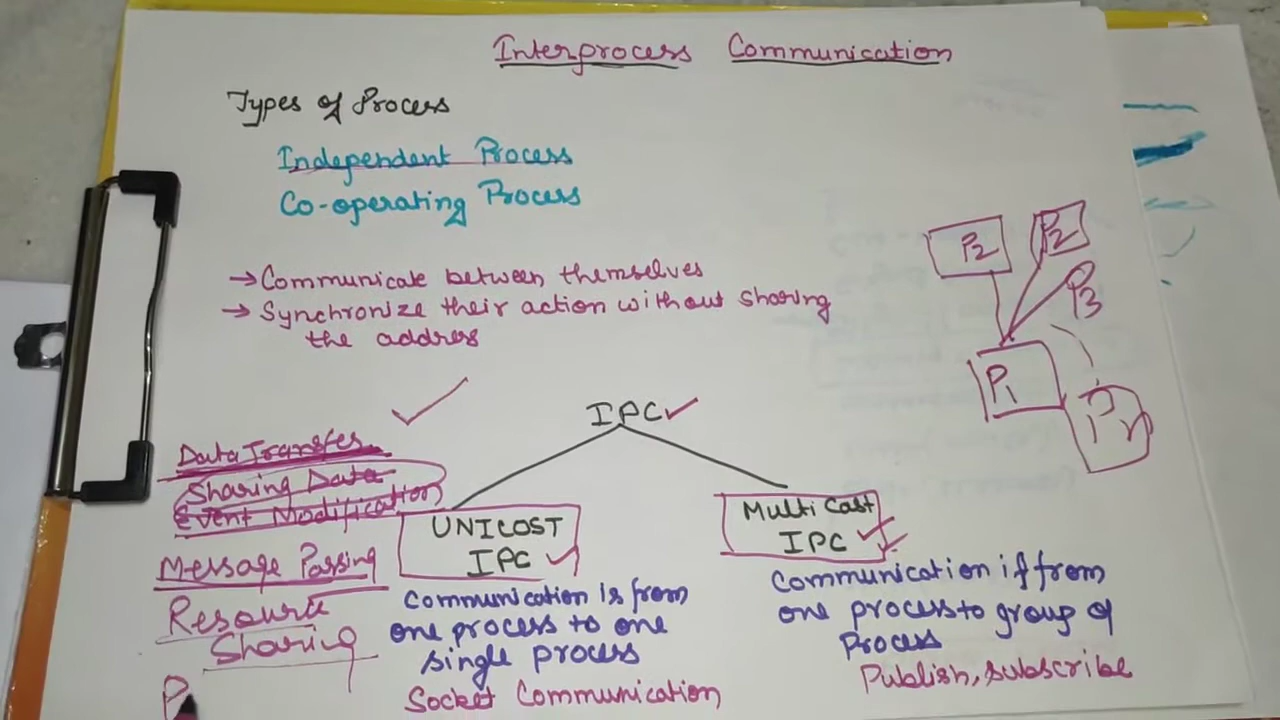 Interprocess Communication
Types of Process
Independent Process
Co-operating Process
→ Communicate between themselves
→ Synchronize their action without sharing
the address
P2
P2
P3
P1
Pn
IPC
Data Transfer
Sharing Data
Event Modification
Message Passing
Resource
Sharing
P
UNICOST
IPC
Communication is from
one process to one
single process
Socket Communication
Multi Cast
IPC
Communication if from
one process to group of
Process
Publish, subscribe